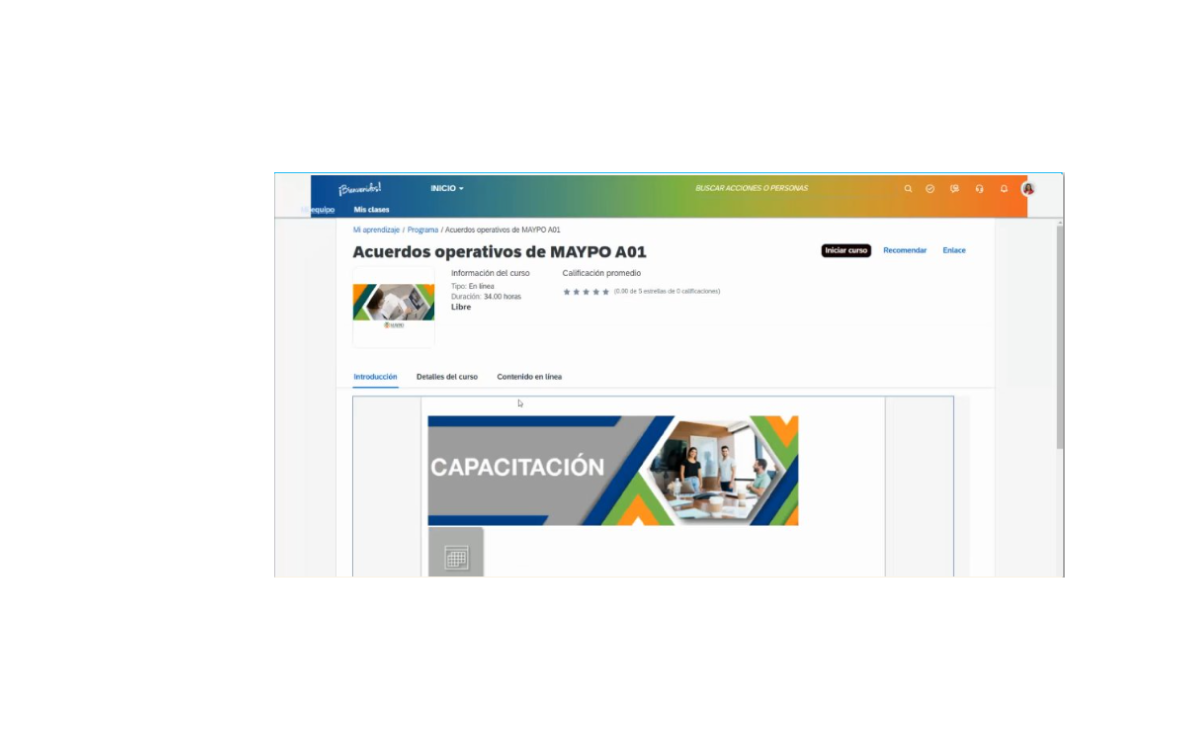 ¡Bienvenidos!
INICIO
BUSCAR ACCIONES O PERSONAS
equipo
Mis clases
Mi aprendizaje / Programa / Acuerdos operativos de MAYPO A01
Acuerdos operativos de MAYPO A01
Iniciar curso
Recomendar
Enlace
Información del curso
Calificación promedio
Tipo: En línea
(0.00 de 5 estrellas de 0 calificaciones)
Duración: 34.00 horas
Libre
Introducción
Detalles del curso
Contenido en línea
CAPACITACIÓN